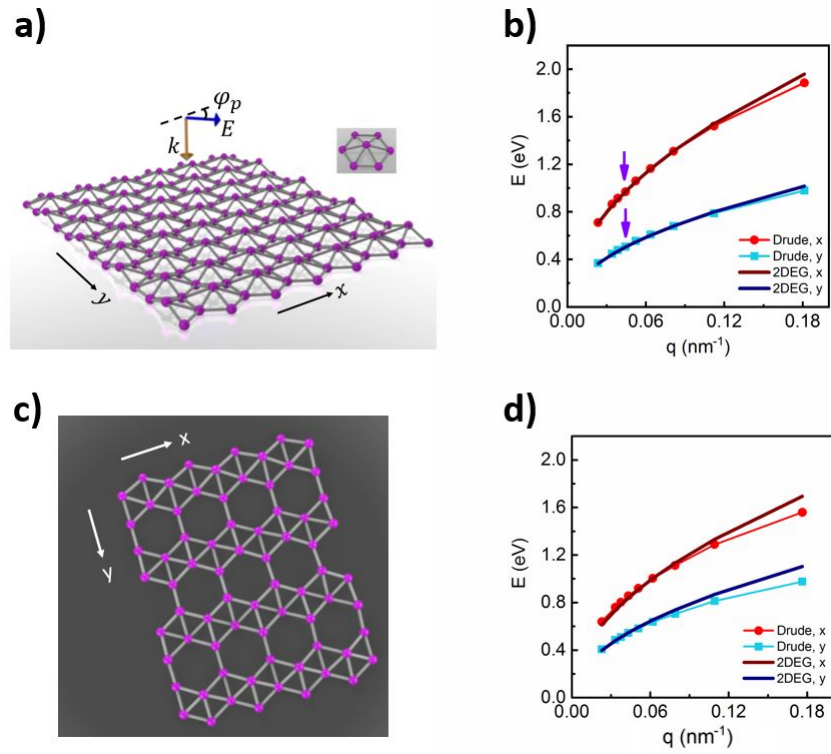 a)
φp
E
k
y
x
b)
E (eV)
2.0
1.6
1.2
0.8
0.4
0.0
Drude, x
Drude, y
2DEG, x
2DEG, y
0.00 0.06 0.12 0.18
q (nm⁻¹)
c)
x
y
d)
E (eV)
2.0
1.6
1.2
0.8
0.4
0.0
Drude, x
Drude, y
2DEG, x
2DEG, y
0.00 0.06 0.12 0.18
q (nm⁻¹)